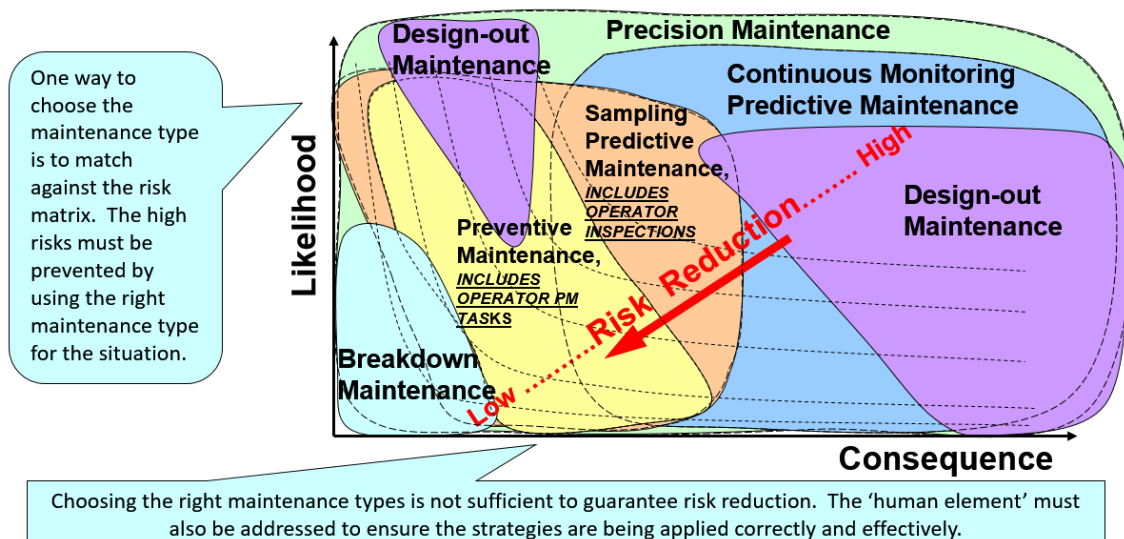 One way to
choose the
maintenance type
is to match
against the risk
matrix.  The high
risks must be
prevented by
using the right
maintenance type
for the situation.
Likelihood
Design-out
Maintenance
Precision Maintenance
Continuous Monitoring
Predictive Maintenance
Sampling
Predictive
Maintenance,
INCLUDES
OPERATOR
INSPECTIONS
Design-out
Maintenance
Preventive
Maintenance,
INCLUDES
OPERATOR PM
TASKS
Breakdown
Maintenance
Low ......... Risk Reduction....... High
Consequence
Choosing the right maintenance types is not sufficient to guarantee risk reduction.  The ‘human element’ must
also be addressed to ensure the strategies are being applied correctly and effectively.